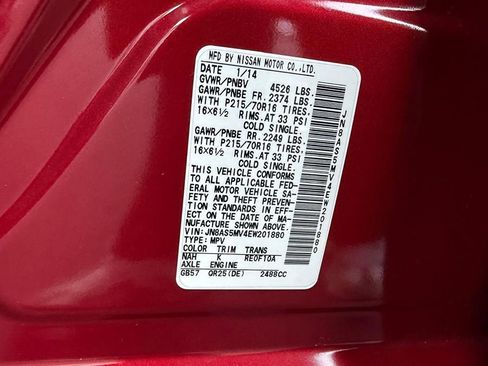 MFD BY NISSAN MOTOR CO.,LTD.
DATE 1/14
GVWR/PNBV 4526 LBS.
GAWR/PNBE FR. 2374 LBS.
WITH P215/70R16 TIRES,
16X6½ RIMS.AT 33 PSI
COLD SINGLE.
GAWR/PNBE RR. 2249 LBS.
WITH P215/70R16 TIRES,
16X6½ RIMS.AT 33 PSI
COLD SINGLE.
THIS VEHICLE CONFORMS
TO ALL APPLICABLE FED-
ERAL MOTOR VEHICLE SA-
FETY AND THEFT PREVEN-
TION STANDARDS IN EFF-
ECT ON THE DATE OF MA-
NUFACTURE SHOWN ABOVE.
VIN: JN8AS5MV4EW201880
TYPE: MPV
COLOR TRIM TRANS
NAH K RE0F10A
AXLE ENGINE
GB57 QR25(DE) 2488CC
JN8AS5MV4EW201880